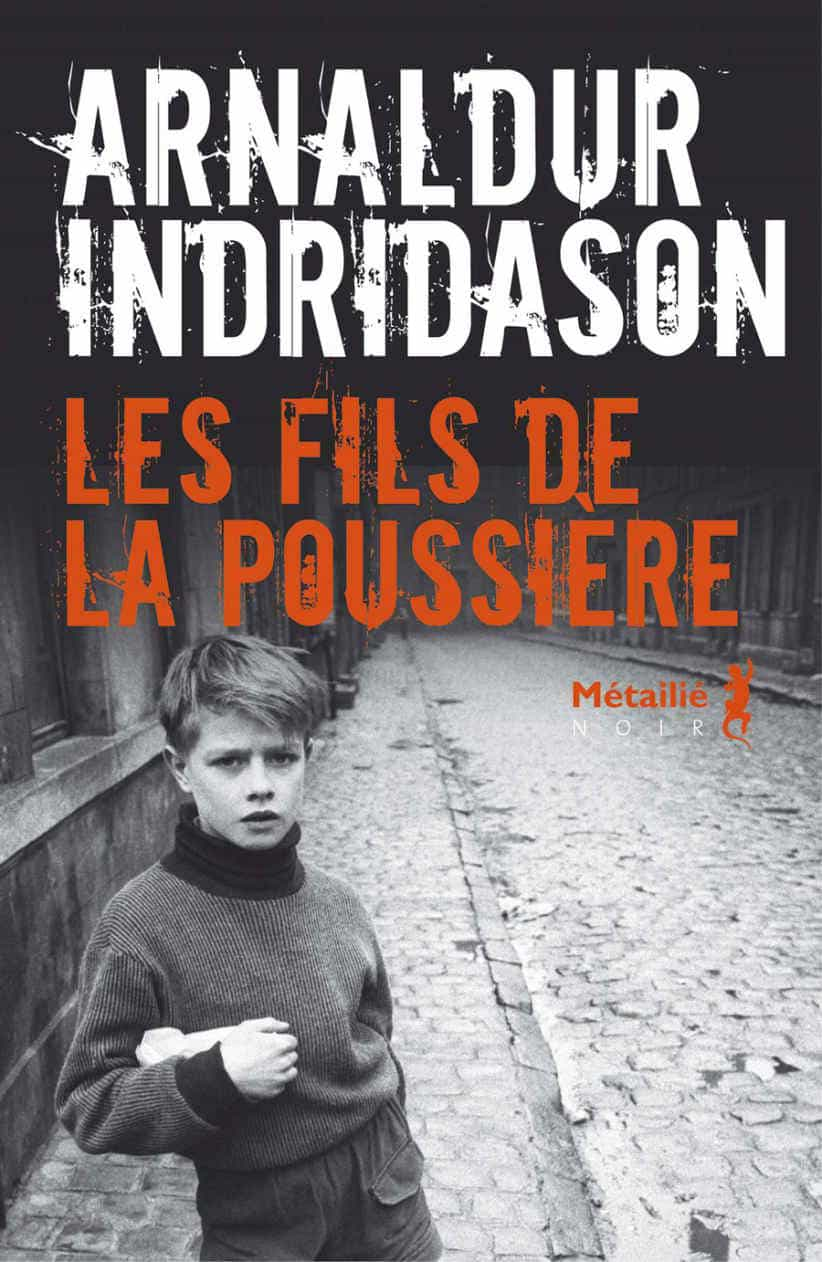 ARNALDUR
INDRIDASON
LES FILS DE
LA POUSSIÈRE
Métailié
NOIR